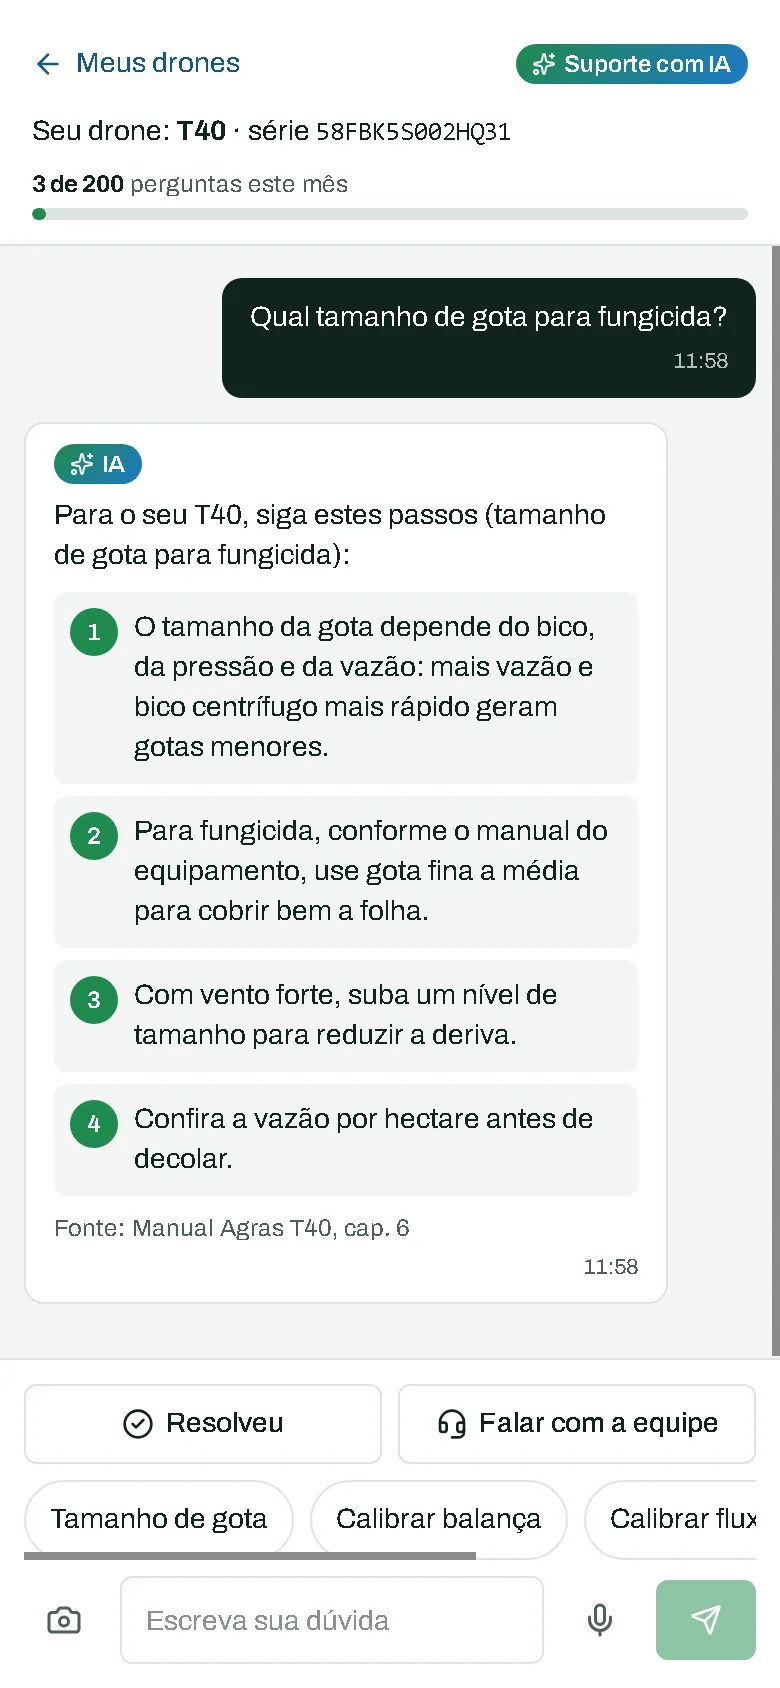 Meus drones
Suporte com IA
Seu drone: T40 · série 58FBK5S002HQ31
3 de 200 perguntas este mês
Qual tamanho de gota para fungicida?
11:58
IA
Para o seu T40, siga estes passos (tamanho
de gota para fungicida):
1
O tamanho da gota depende do bico,
da pressão e da vazão: mais vazão e
bico centrífugo mais rápido geram
gotas menores.
2
Para fungicida, conforme o manual do
equipamento, use gota fina a média
para cobrir bem a folha.
3
Com vento forte, suba um nível de
tamanho para reduzir a deriva.
4
Confira a vazão por hectare antes de
decolar.
Fonte: Manual Agras T40, cap. 6
11:58
Resolveu
Falar com a equipe
Tamanho de gota
Calibrar balança
Calibrar flux
Escreva sua dúvida